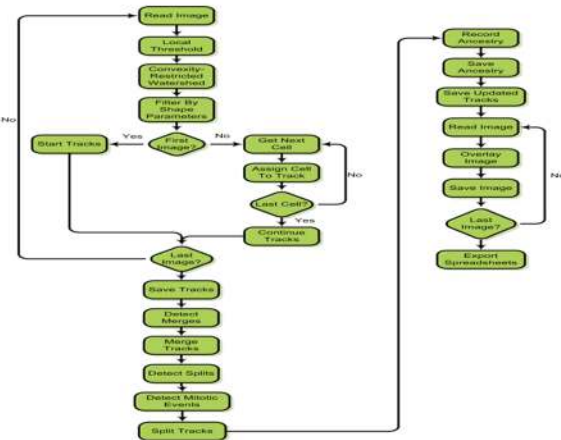 Read Image
Local
Threshold
Convexity-
Restricted
Watershed
Filter By
Shape
Parameters
First
Image?
Yes
No
Start Tracks
Get Next
Cell
Assign Cell
To Track
Last Cell?
No
Yes
Continue
Tracks
Last
Image?
No
Save Tracks
Detect
Merges
Merge
Tracks
Detect Splits
Detect Mitotic
Events
Split Tracks
Record
Ancestry
Save
Ancestry
Save Updated
Tracks
Read Image
Overlay
Image
Save Image
Last
Image?
Export
Spreadsheets